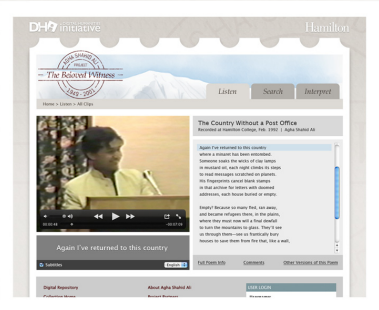 DHi
initiative
Hamilton
AGHA SHAHID ALI
PROJECT
The Beloved Witness
1949 - 2001
Listen
Search
Interpret
Home > Listen > All Clips
The Country Without a Post Office
Recorded at Hamilton College, Feb. 1992 | Agha Shahid Ali
Again I've returned to this country
where a minaret has been entombed.
Someone soaks the wicks of clay lamps
in mustard oil, each night climbs its steps
to read messages scratched on planets.
His fingerprints cancel blank stamps
in that archive for letters with doomed
addresses, each house buried or empty.
Empty? Because so many fled, ran away,
and became refugees there, in the plains,
where they must now will a final dewfall
to turn the mountains to glass. They'll see
us through them—see us frantically bury
houses to save them from fire that, like a wall,
Again I've returned to this country
Subtitles
English
Full Poem Info
Comments
Other Versions of this Poem
Digital Repository
About Agha Shahid Ali
USER LOGIN